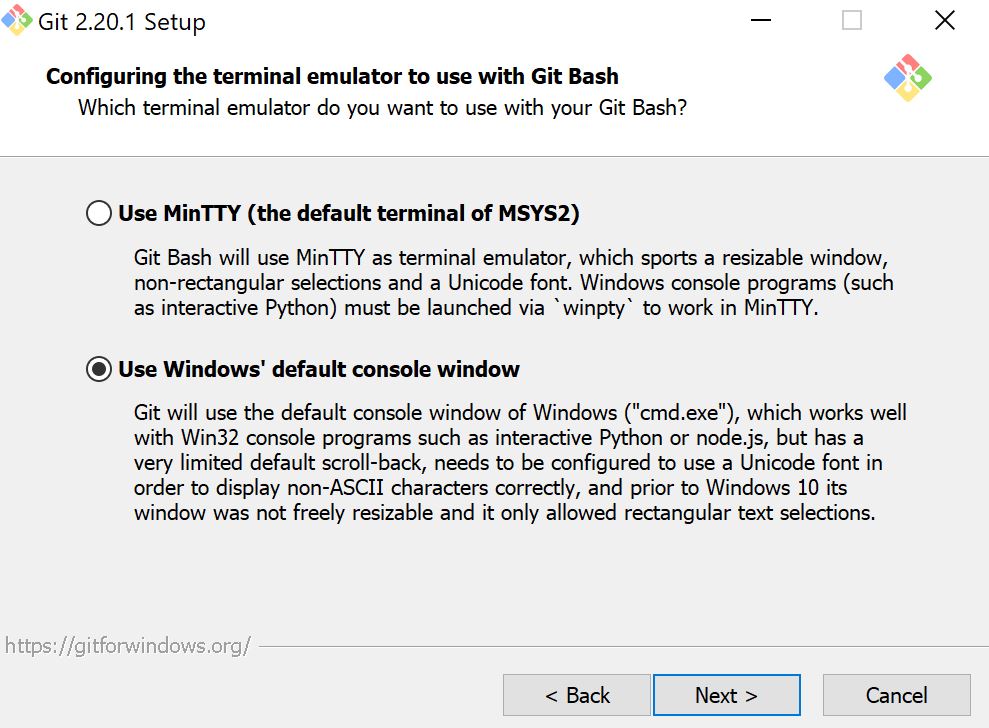 Git 2.20.1 Setup
Configuring the terminal emulator to use with Git Bash
Which terminal emulator do you want to use with your Git Bash?
Use MinTTY (the default terminal of MSYS2)
Git Bash will use MinTTY as terminal emulator, which sports a resizable window,
non-rectangular selections and a Unicode font. Windows console programs (such
as interactive Python) must be launched via `winpty` to work in MinTTY.
Use Windows' default console window
Git will use the default console window of Windows ("cmd.exe"), which works well
with Win32 console programs such as interactive Python or node.js, but has a
very limited default scroll-back, needs to be configured to use a Unicode font in
order to display non-ASCII characters correctly, and prior to Windows 10 its
window was not freely resizable and it only allowed rectangular text selections.
https://gitforwindows.org/
< Back
Next >
Cancel